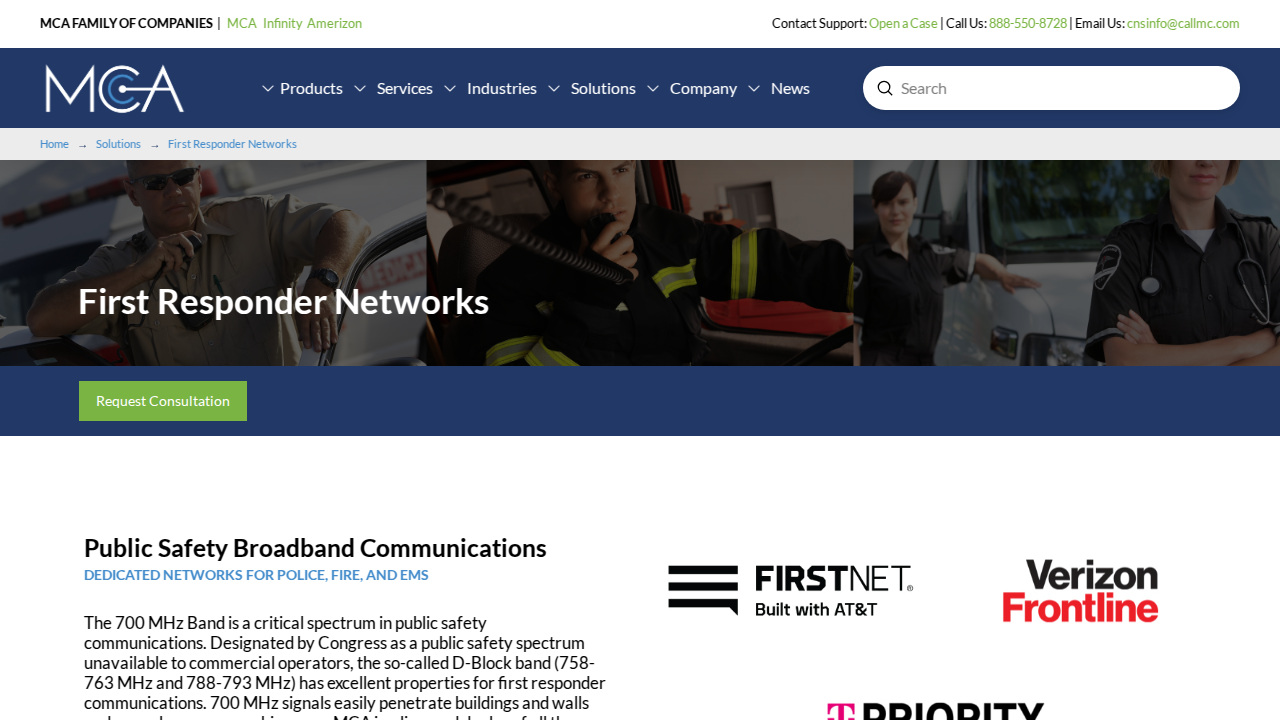 MCA FAMILY OF COMPANIES | MCA Infinity Amerizon
Contact Support: Open a Case | Call Us: 888-550-8728 | Email Us: cnsinfo@callmc.com
MCA
Products Services Industries Solutions Company News
Search
Home → Solutions → First Responder Networks
First Responder Networks
Request Consultation
Public Safety Broadband Communications
DEDICATED NETWORKS FOR POLICE, FIRE, AND EMS
The 700 MHz Band is a critical spectrum in public safety
communications. Designated by Congress as a public safety spectrum
unavailable to commercial operators, the so-called D-Block band (758-
763 MHz and 788-793 MHz) has excellent properties for first responder
communications. 700 MHz signals easily penetrate buildings and walls
FIRSTNET®
Built with AT&T
Verizon
Frontline
T PRIORITY